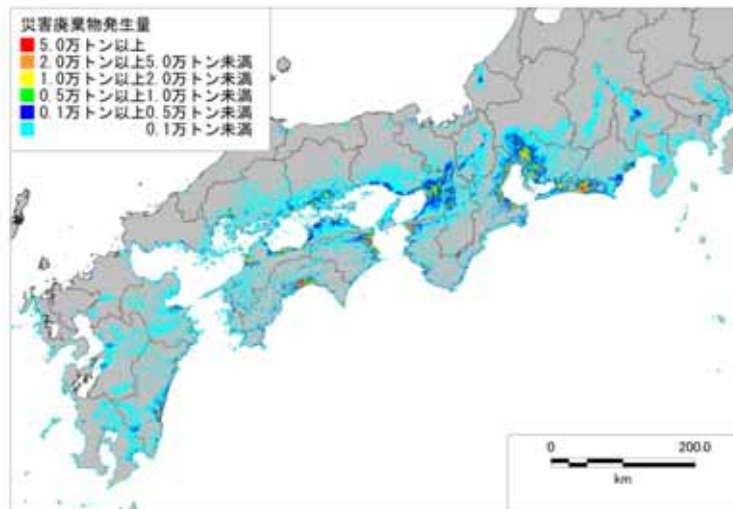 災害廃棄物発生量
5.0万トン以上
2.0万トン以上5.0万トン未満
1.0万トン以上2.0万トン未満
0.5万トン以上1.0万トン未満
0.1万トン以上0.5万トン未満
0.1万トン未満
0 200.0
km